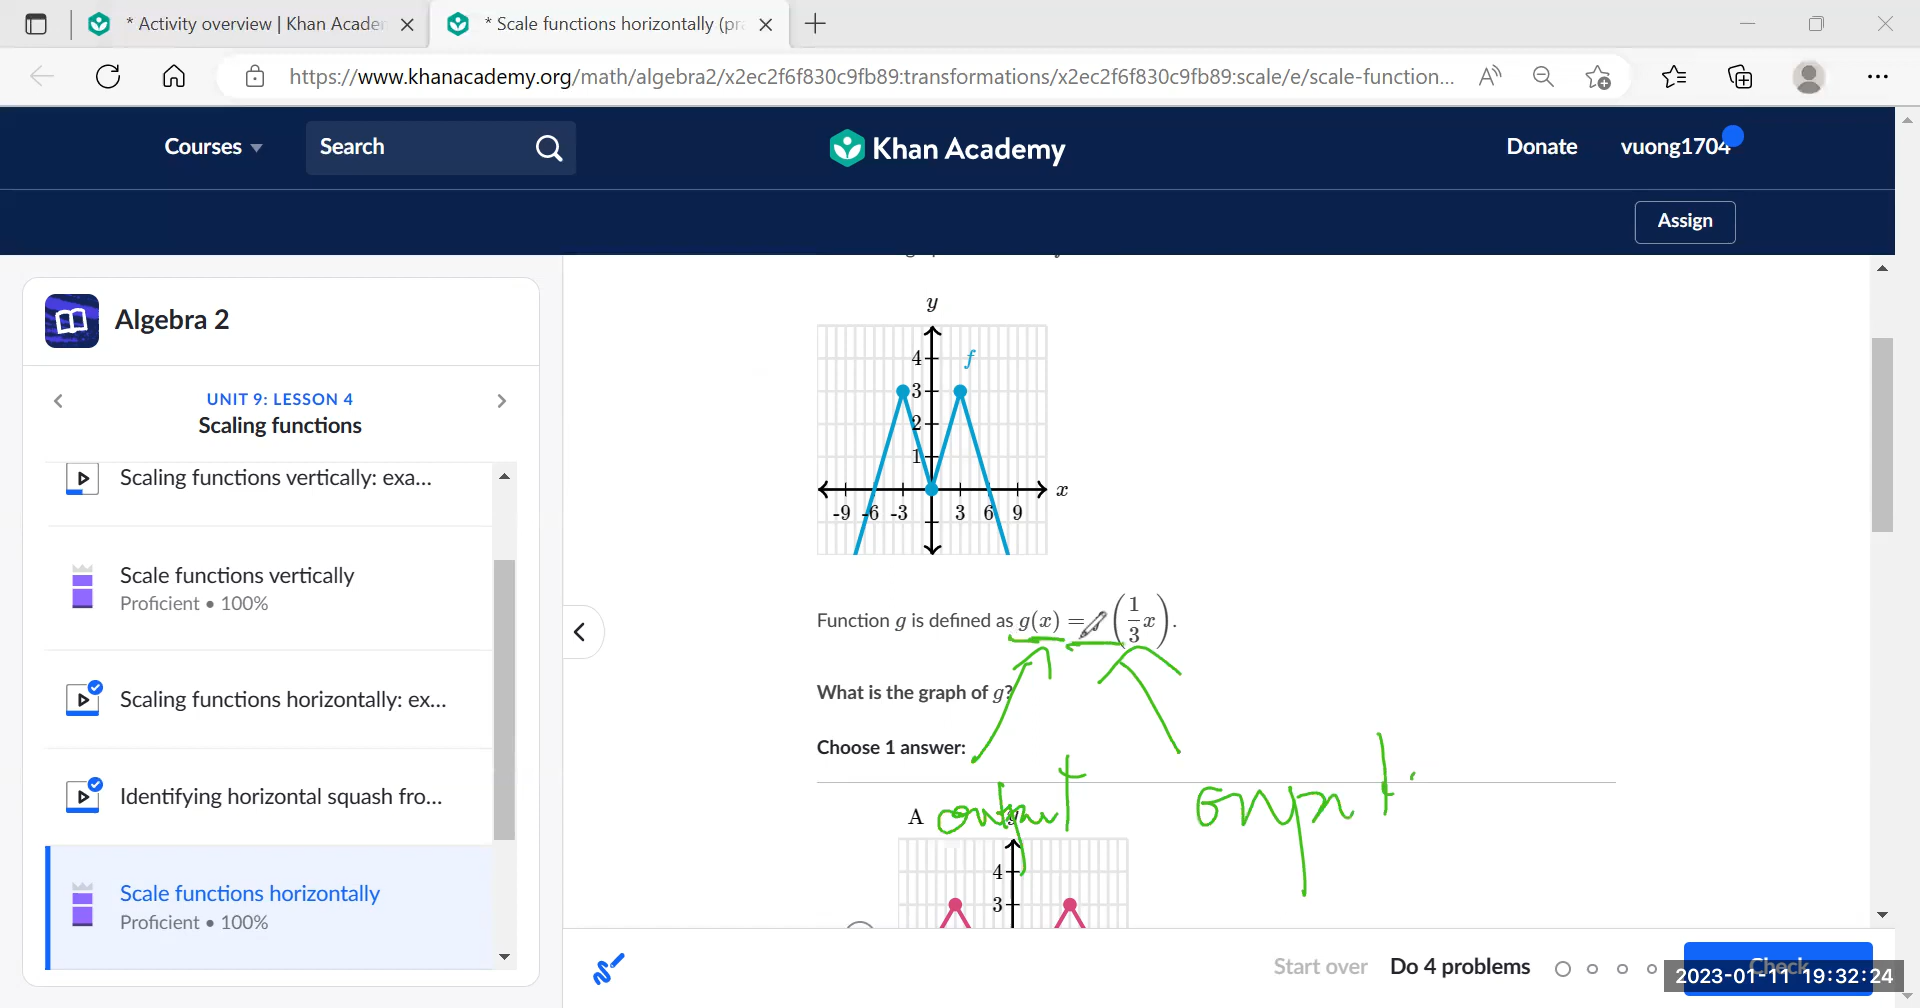 * Activity overview | Khan Acade
* Scale functions horizontally (pr
https://www.khanacademy.org/math/algebra2/x2ec2f6f830c9fb89:transformations/x2ec2f6f830c9fb89:scale/e/scale-function...
Courses
Search
Khan Academy
Donate
vuong1704
Assign
Algebra 2
UNIT 9: LESSON 4
Scaling functions
Scaling functions vertically: exa...
Scale functions vertically
Proficient • 100%
Scaling functions horizontally: ex...
Identifying horizontal squash fro...
Scale functions horizontally
Proficient • 100%
y
4
f
3
2
1
x
-9 -6 -3 3 6 9
Function g is defined as g(x) = f(1/3 x).
What is the graph of g?
Choose 1 answer:
A
output
y
4
3
Start over
Do 4 problems
Check
2023-01-11 19:32:24